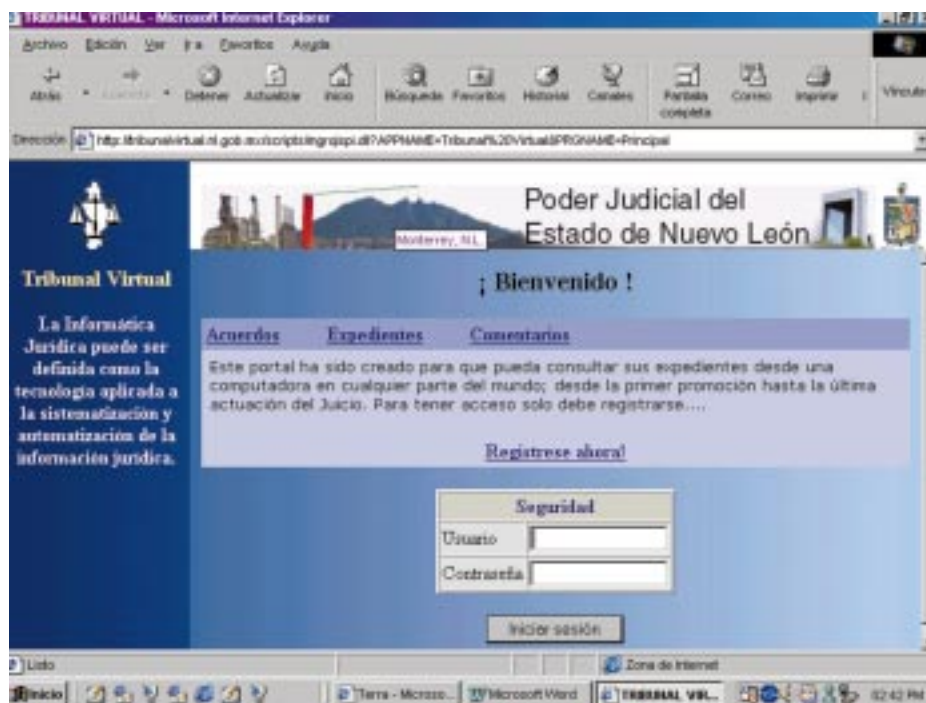 TRIBUNAL VIRTUAL - Microsoft Internet Explorer
Archivo Edición Ver Ir a Favoritos Ayuda
Atrás Detener Actualizar Inicio Búsqueda Favoritos Historial Canales Pantalla completa Correo Imprimir
Dirección
Poder Judicial del
Estado de Nuevo León
Monterrey, N.L.
Tribunal Virtual
La Informática
Jurídica puede ser
definida como la
tecnología aplicada a
la sistematización y
automatización de la
información jurídica.
¡ Bienvenido !
Acuerdos Expedientes Comentarios
Este portal ha sido creado para que pueda consultar sus expedientes desde una
computadora en cualquier parte del mundo; desde la primer promoción hasta la última
actuación del Juicio. Para tener acceso solo debe registrarse....
Regístrese ahora!
Seguridad
Usuario
Contraseña
Iniciar sesión
Listo Zona de Internet
Inicio Terra - Microso... Microsoft Word TRIBUNAL VIR... 02:42 PM